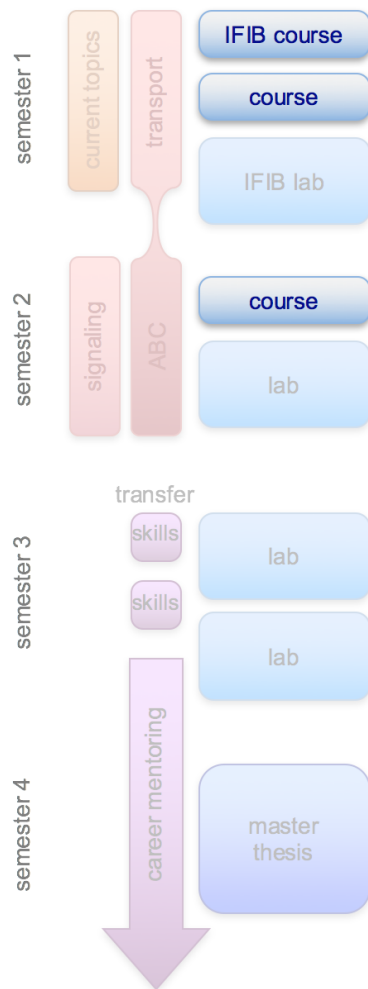 semester 1
current topics
transport
IFIB course
course
IFIB lab
semester 2
signaling
ABC
course
lab
semester 3
transfer
skills
skills
lab
lab
semester 4
career mentoring
master
thesis